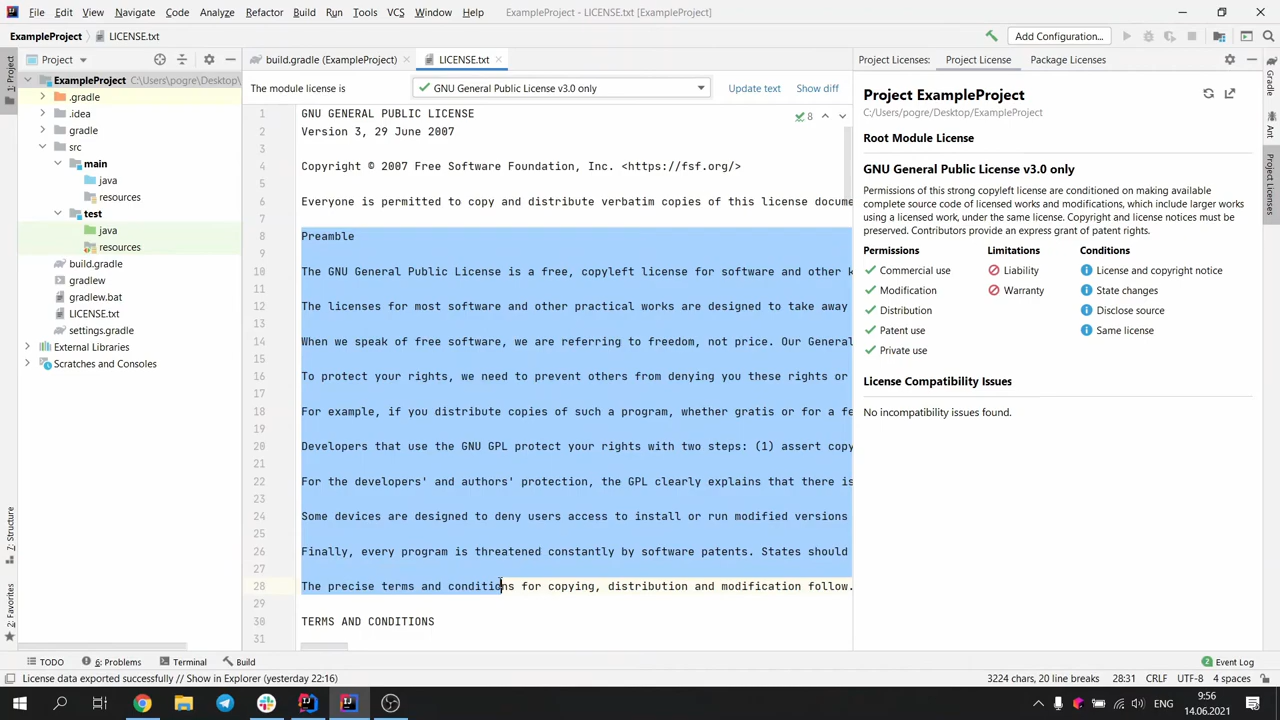 File Edit View Navigate Code Analyze Refactor Build Run Tools VCS Window Help ExampleProject - LICENSE.txt [ExampleProject]
ExampleProject LICENSE.txt Add Configuration...
1: Project
Structure
2: Favorites
Project
ExampleProject C:\Users\pogre\Desktop\
.gradle
.idea
gradle
src
main
java
resources
test
java
resources
build.gradle
gradlew
gradlew.bat
LICENSE.txt
settings.gradle
External Libraries
Scratches and Consoles
build.gradle (ExampleProject) LICENSE.txt
The module license is GNU General Public License v3.0 only Update text Show diff
8
1 GNU GENERAL PUBLIC LICENSE
2 Version 3, 29 June 2007
3
4 Copyright © 2007 Free Software Foundation, Inc. <https://fsf.org/>
5
6 Everyone is permitted to copy and distribute verbatim copies of this license docume
7
8 Preamble
9
10 The GNU General Public License is a free, copyleft license for software and other k
11
12 The licenses for most software and other practical works are designed to take away
13
14 When we speak of free software, we are referring to freedom, not price. Our General
15
16 To protect your rights, we need to prevent others from denying you these rights or
17
18 For example, if you distribute copies of such a program, whether gratis or for a fe
19
20 Developers that use the GNU GPL protect your rights with two steps: (1) assert copy
21
22 For the developers' and authors' protection, the GPL clearly explains that there is
23
24 Some devices are designed to deny users access to install or run modified versions
25
26 Finally, every program is threatened constantly by software patents. States should
27
28 The precise terms and conditions for copying, distribution and modification follow.
29
30 TERMS AND CONDITIONS
31
Project Licenses: Project License Package Licenses
Project ExampleProject
C:/Users/pogre/Desktop/ExampleProject
Root Module License
GNU General Public License v3.0 only
Permissions of this strong copyleft license are conditioned on making available
complete source code of licensed works and modifications, which include larger works
using a licensed work, under the same license. Copyright and license notices must be
preserved. Contributors provide an express grant of patent rights.
Permissions Limitations Conditions
Commercial use Liability License and copyright notice
Modification Warranty State changes
Distribution Disclose source
Patent use Same license
Private use
License Compatibility Issues
No incompatibility issues found.
Gradle
Ant
Project Licenses
TODO 6: Problems Terminal Build 2 Event Log
License data exported successfully // Show in Explorer (yesterday 22:16) 3224 chars, 20 line breaks 28:31 CRLF UTF-8 4 spaces
ENG 9:56
14.06.2021